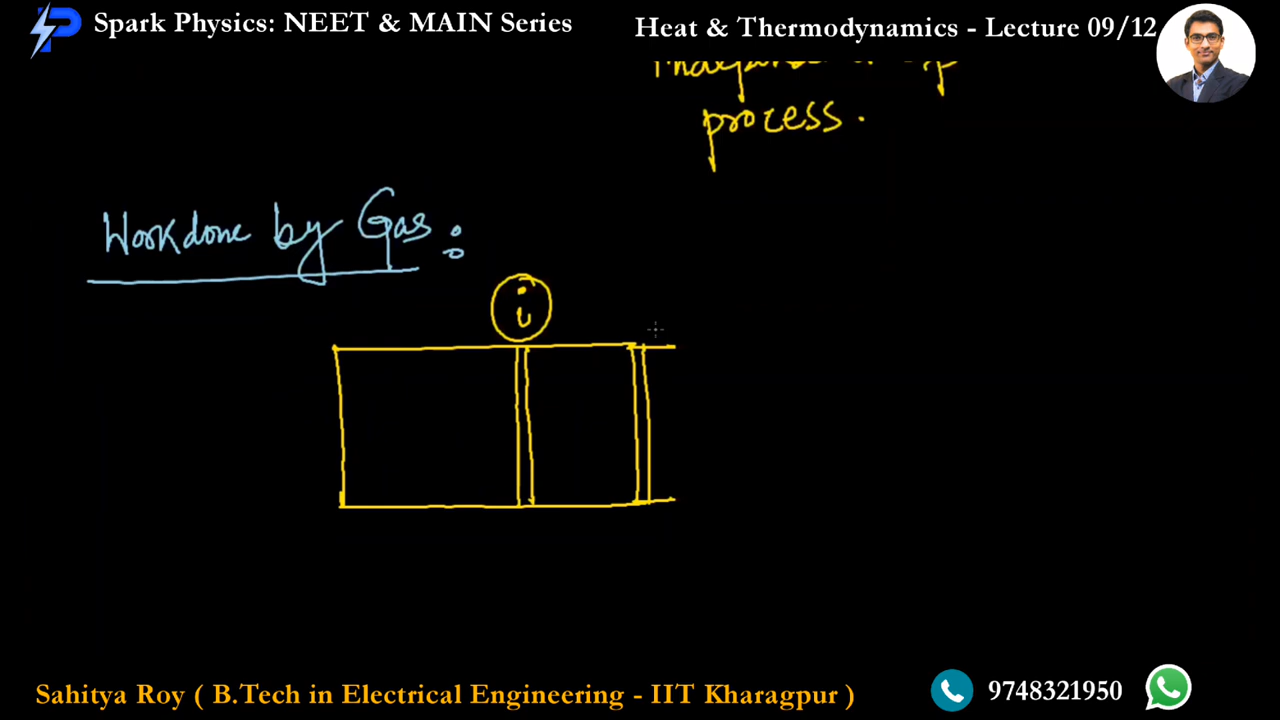 Spark Physics: NEET & MAIN Series
Heat & Thermodynamics - Lecture 09/12
process.
Workdone by Gas :
i
Sahitya Roy ( B.Tech in Electrical Engineering - IIT Kharagpur )
9748321950